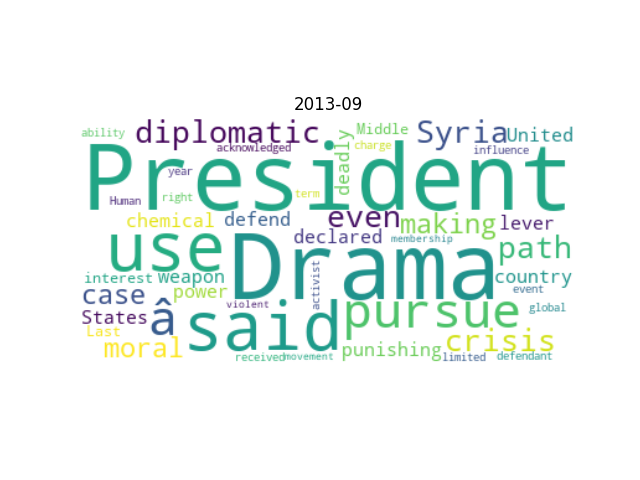 2013-09
ability diplomatic acknowledged deadly Middle charge Syria United influence
President
year Human right term
chemical defend even making lever
use declared membership path
Drama
interest weapon activist country event
case power violent pursue global
States â said crisis
Last moral received movement punishing limited defendant